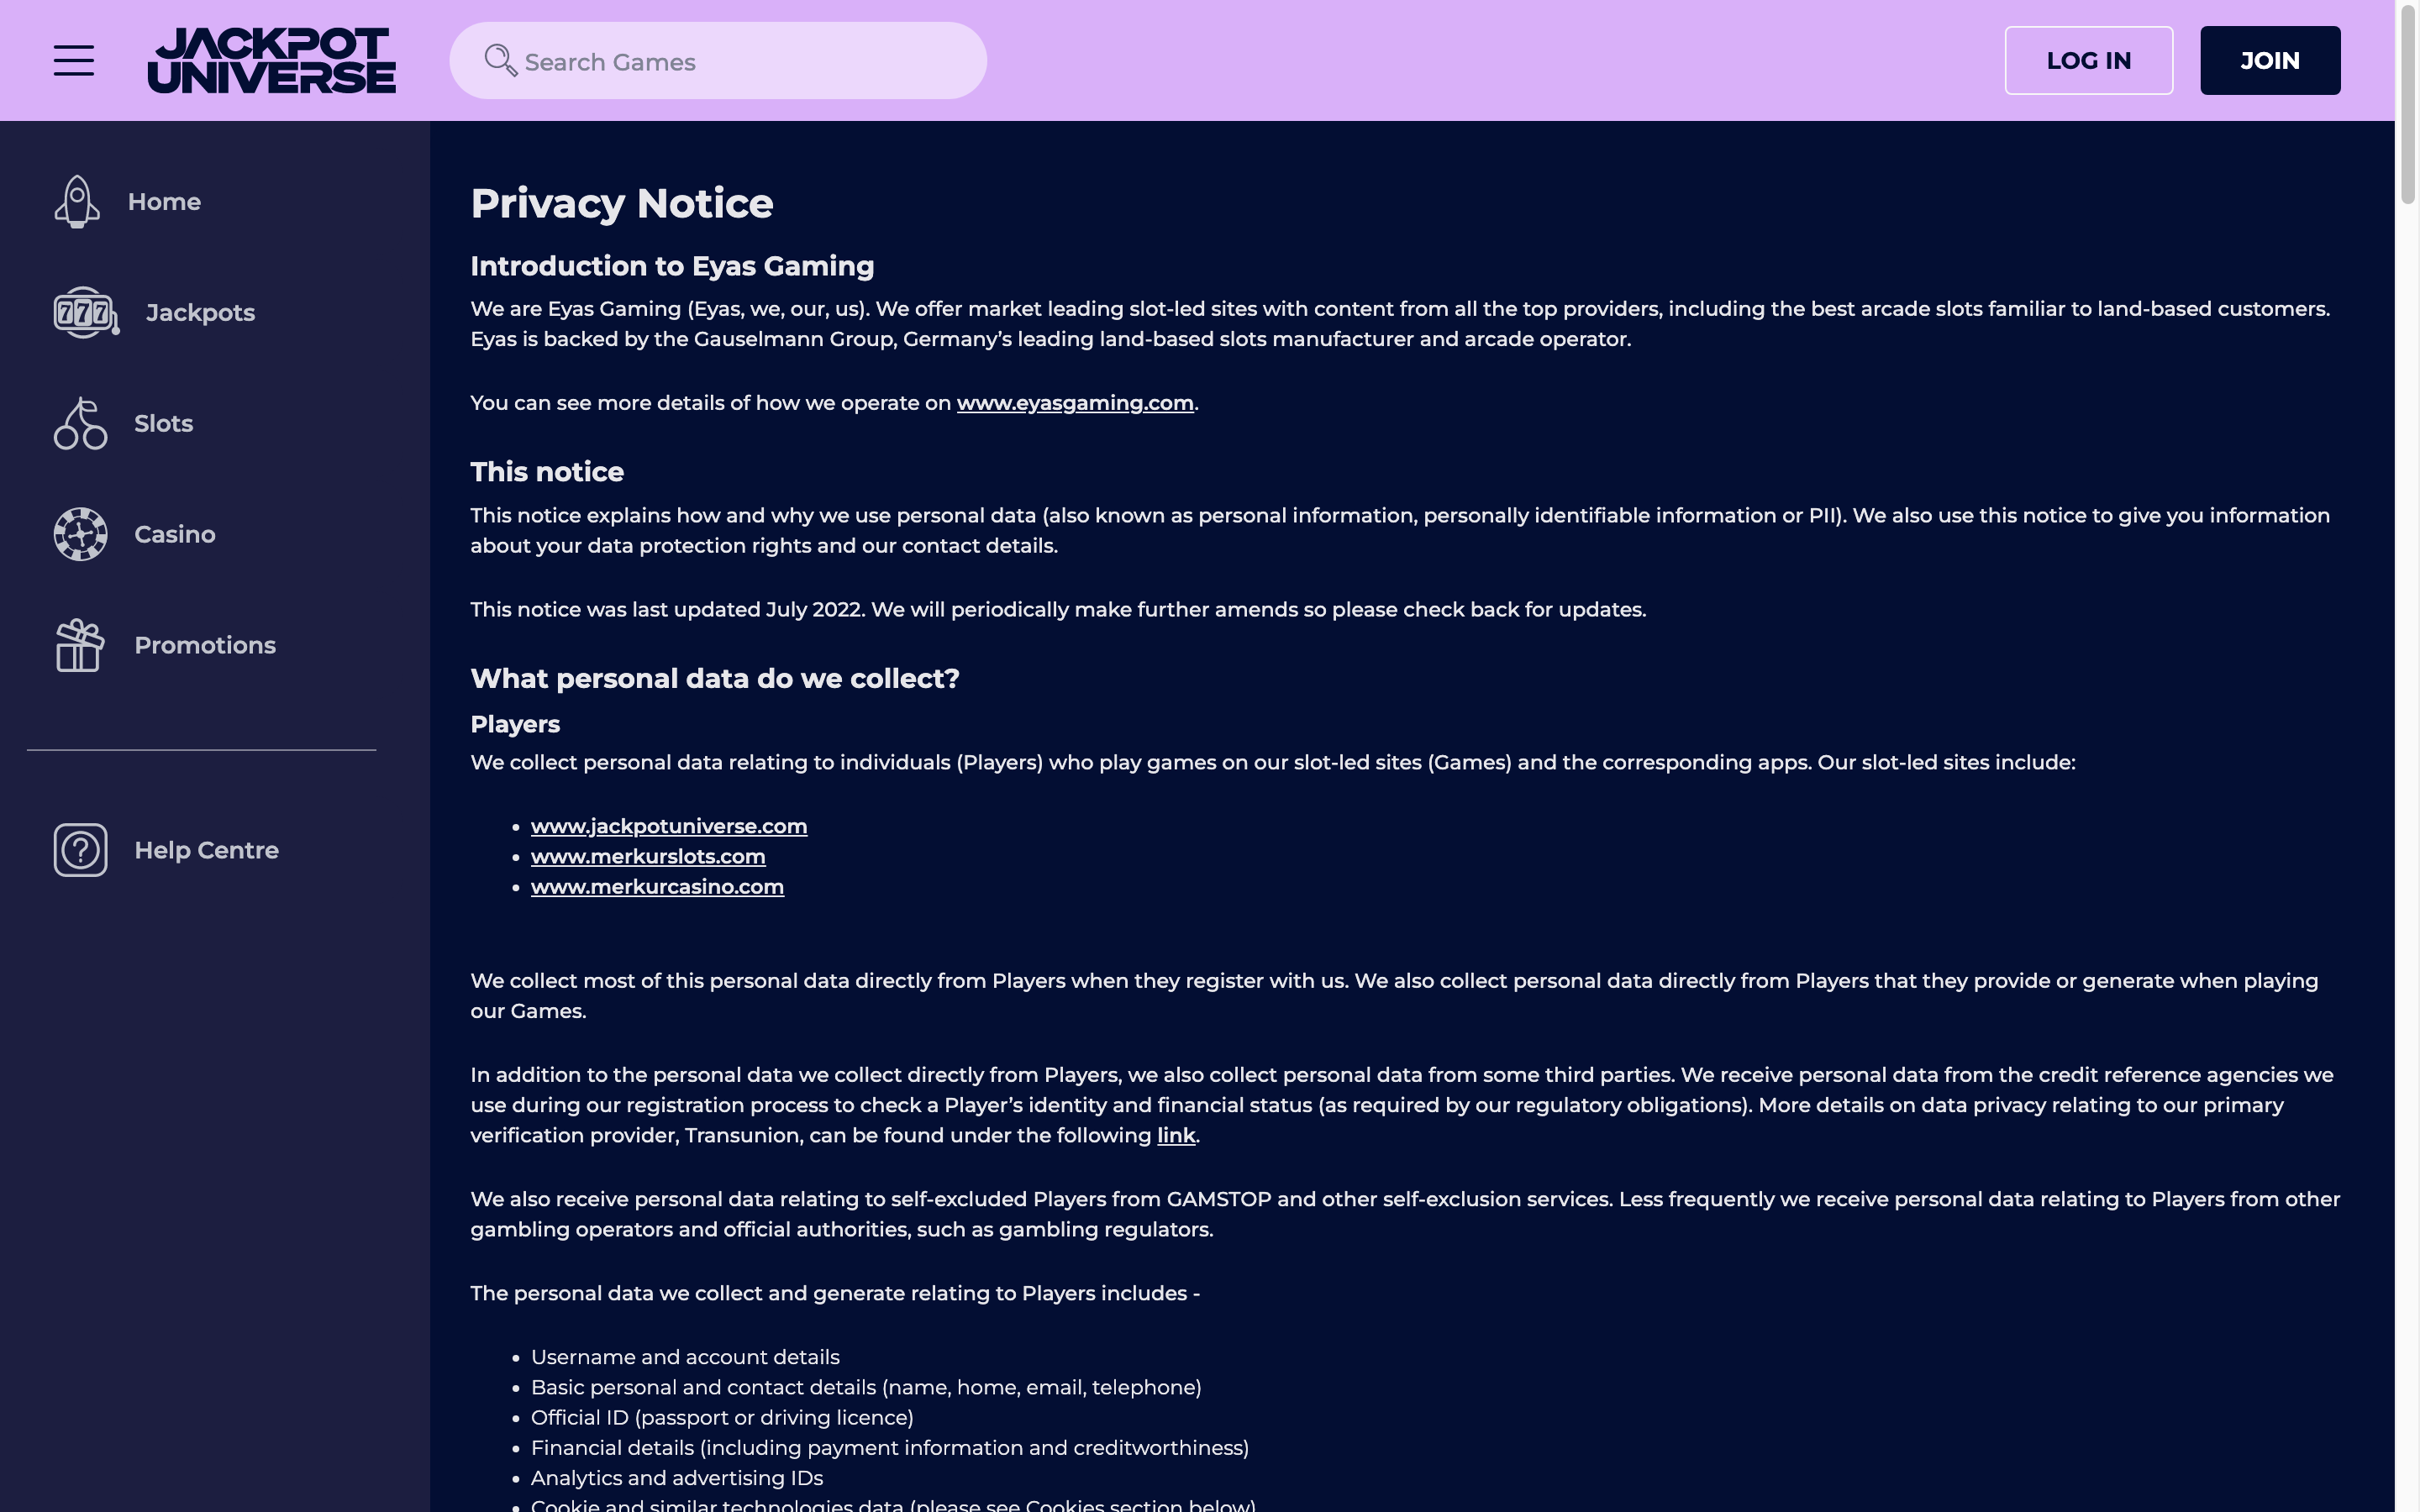 JACKPOT
UNIVERSE
Search Games
LOG IN
JOIN
Home
777
Jackpots
Slots
Casino
Promotions
Help Centre
Privacy Notice
Introduction to Eyas Gaming
We are Eyas Gaming (Eyas, we, our, us). We offer market leading slot-led sites with content from all the top providers, including the best arcade slots familiar to land-based customers.
Eyas is backed by the Gauselmann Group, Germany’s leading land-based slots manufacturer and arcade operator.
You can see more details of how we operate on www.eyasgaming.com.
This notice
This notice explains how and why we use personal data (also known as personal information, personally identifiable information or PII). We also use this notice to give you information
about your data protection rights and our contact details.
This notice was last updated July 2022. We will periodically make further amends so please check back for updates.
What personal data do we collect?
Players
We collect personal data relating to individuals (Players) who play games on our slot-led sites (Games) and the corresponding apps. Our slot-led sites include:
• www.jackpotuniverse.com
• www.merkurslots.com
• www.merkurcasino.com
We collect most of this personal data directly from Players when they register with us. We also collect personal data directly from Players that they provide or generate when playing
our Games.
In addition to the personal data we collect directly from Players, we also collect personal data from some third parties. We receive personal data from the credit reference agencies we
use during our registration process to check a Player’s identity and financial status (as required by our regulatory obligations). More details on data privacy relating to our primary
verification provider, Transunion, can be found under the following link.
We also receive personal data relating to self-excluded Players from GAMSTOP and other self-exclusion services. Less frequently we receive personal data relating to Players from other
gambling operators and official authorities, such as gambling regulators.
The personal data we collect and generate relating to Players includes -
• Username and account details
• Basic personal and contact details (name, home, email, telephone)
• Official ID (passport or driving licence)
• Financial details (including payment information and creditworthiness)
• Analytics and advertising IDs
• Cookie and similar technologies data (please see Cookies section below)